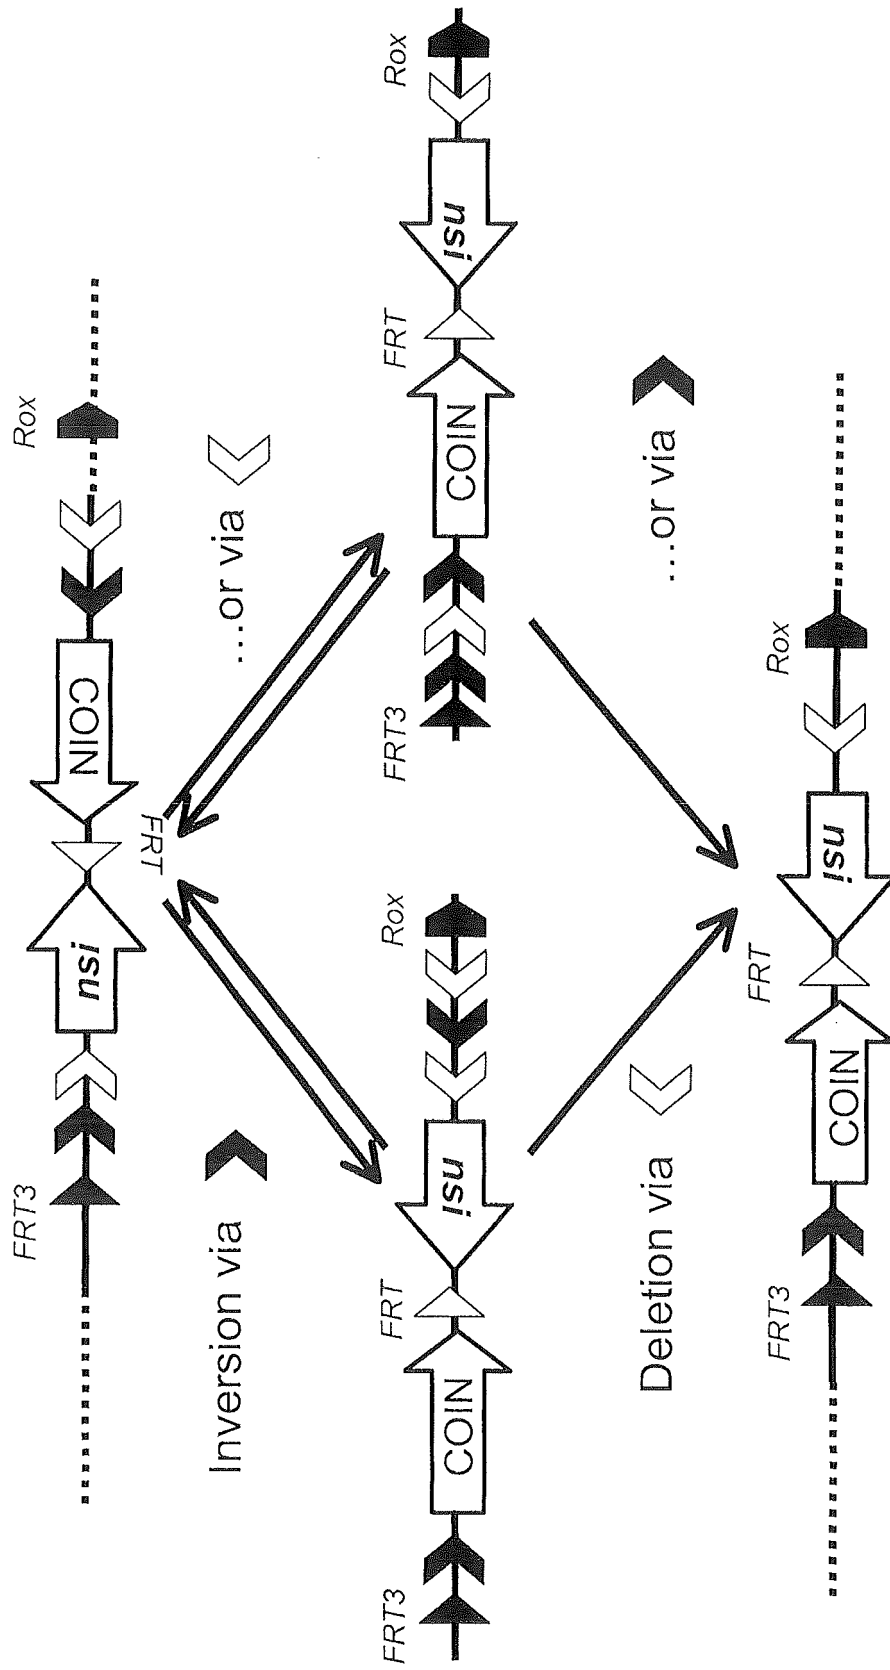 FRT3
Rox
nsi
COIN
FRT
Inversion via
...or via
FRT3
FRT
Rox
COIN
nsi
FRT3
FRT
Rox
COIN
nsi
Deletion via
...or via
FRT3
FRT
Rox
COIN
nsi